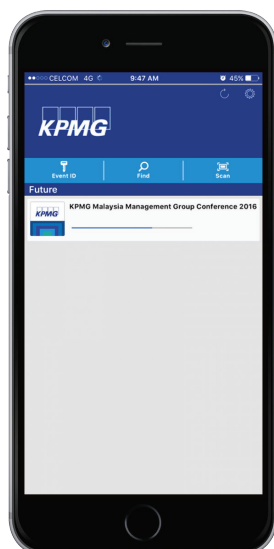 CELCOM 4G 9:47 AM 45%
KPMG
Event ID Find Scan
Future
KPMG KPMG Malaysia Management Group Conference 2016